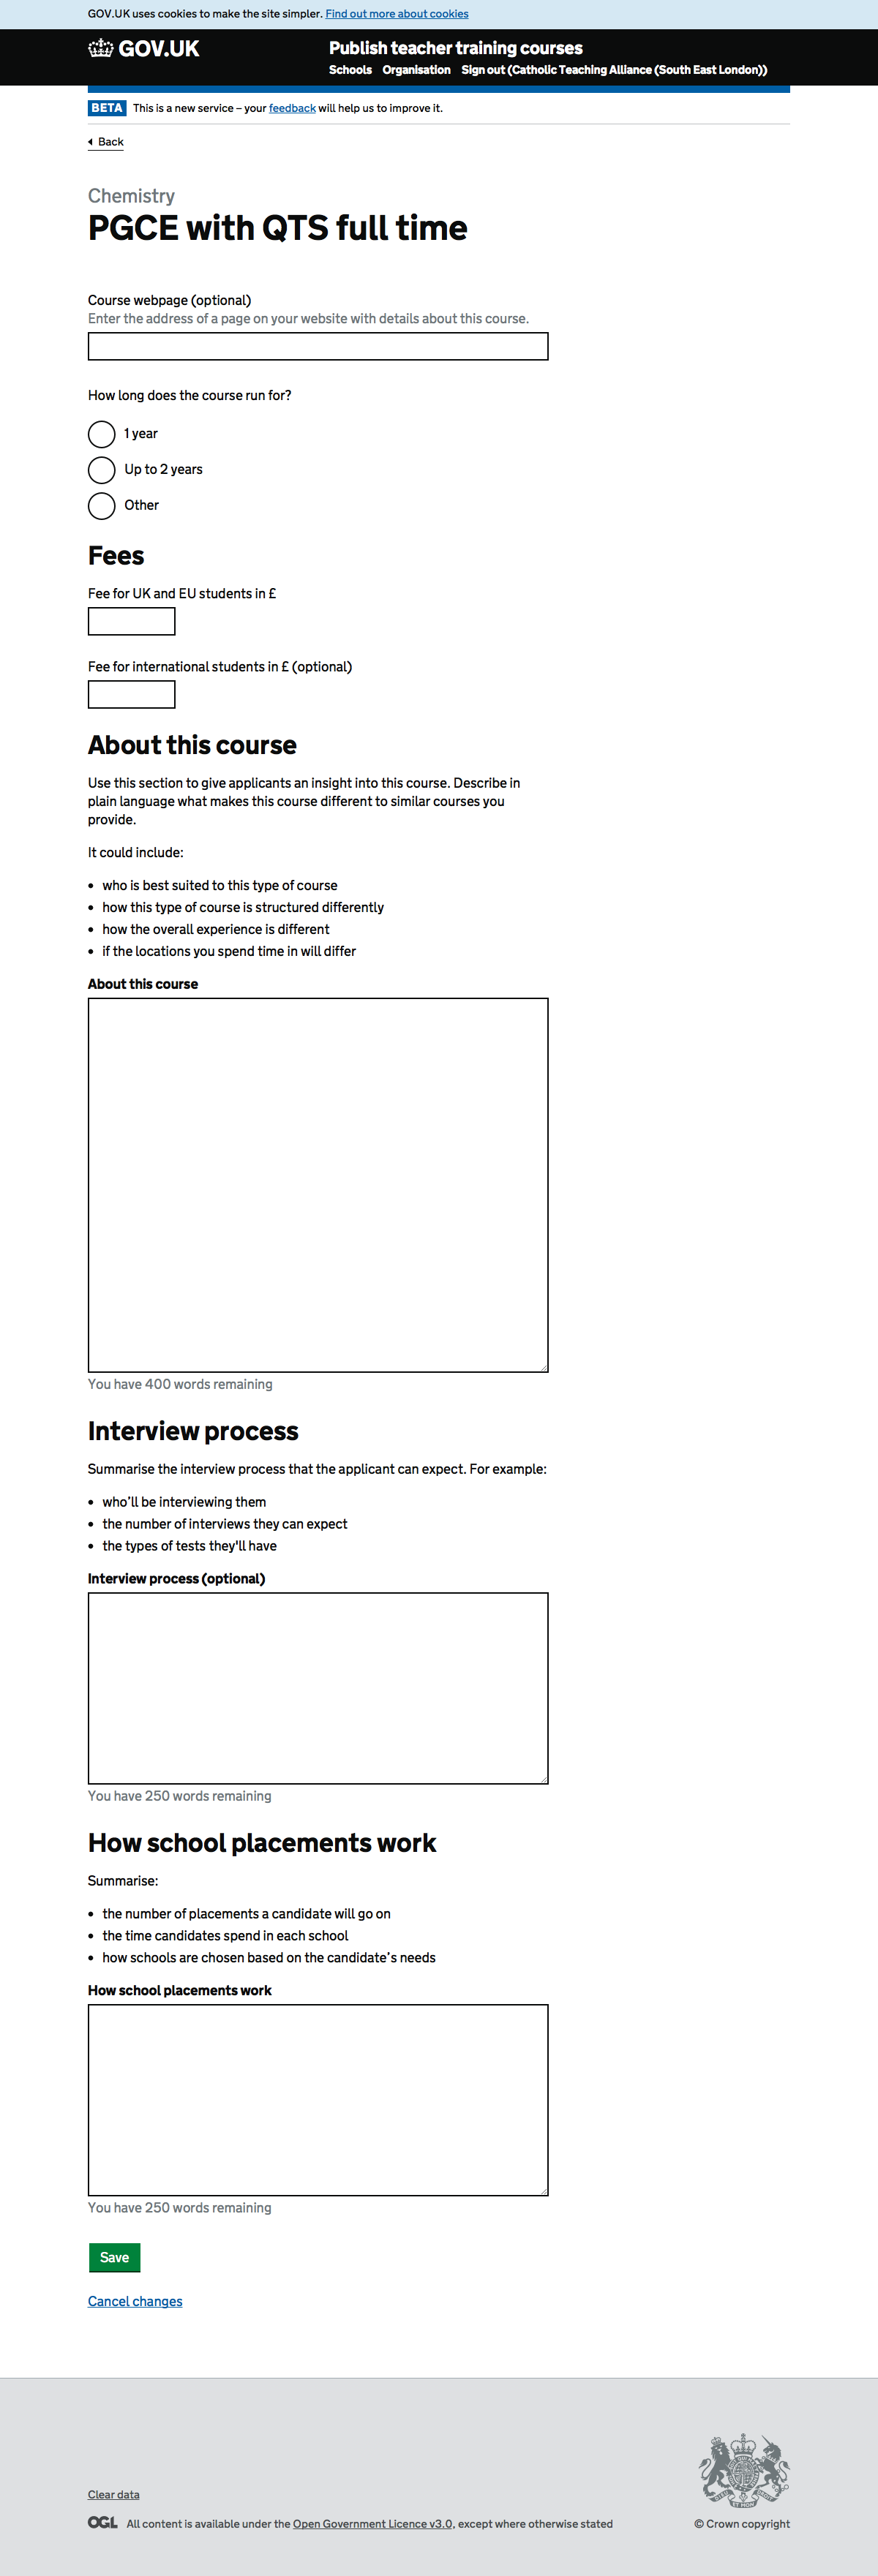 GOV.UK uses cookies to make the site simpler. Find out more about cookies
GOV.UK
Publish teacher training courses
Schools Organisation Sign out (Catholic Teaching Alliance (South East London))
BETA This is a new service – your feedback will help us to improve it.
Back
Chemistry
PGCE with QTS full time
Course webpage (optional)
Enter the address of a page on your website with details about this course.
How long does the course run for?
1 year
Up to 2 years
Other
Fees
Fee for UK and EU students in £
Fee for international students in £ (optional)
About this course
Use this section to give applicants an insight into this course. Describe in
plain language what makes this course different to similar courses you
provide.
It could include:
• who is best suited to this type of course
• how this type of course is structured differently
• how the overall experience is different
• if the locations you spend time in will differ
About this course
You have 400 words remaining
Interview process
Summarise the interview process that the applicant can expect. For example:
• who’ll be interviewing them
• the number of interviews they can expect
• the types of tests they'll have
Interview process (optional)
You have 250 words remaining
How school placements work
Summarise:
• the number of placements a candidate will go on
• the time candidates spend in each school
• how schools are chosen based on the candidate’s needs
How school placements work
You have 250 words remaining
Save
Cancel changes
Clear data
OGL All content is available under the Open Government Licence v3.0, except where otherwise stated
© Crown copyright